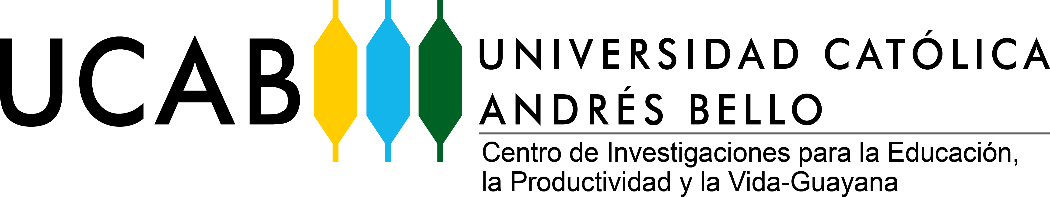 UCAB
UNIVERSIDAD CATÓLICA
ANDRÉS BELLO
Centro de Investigaciones para la Educación,
la Productividad y la Vida-Guayana